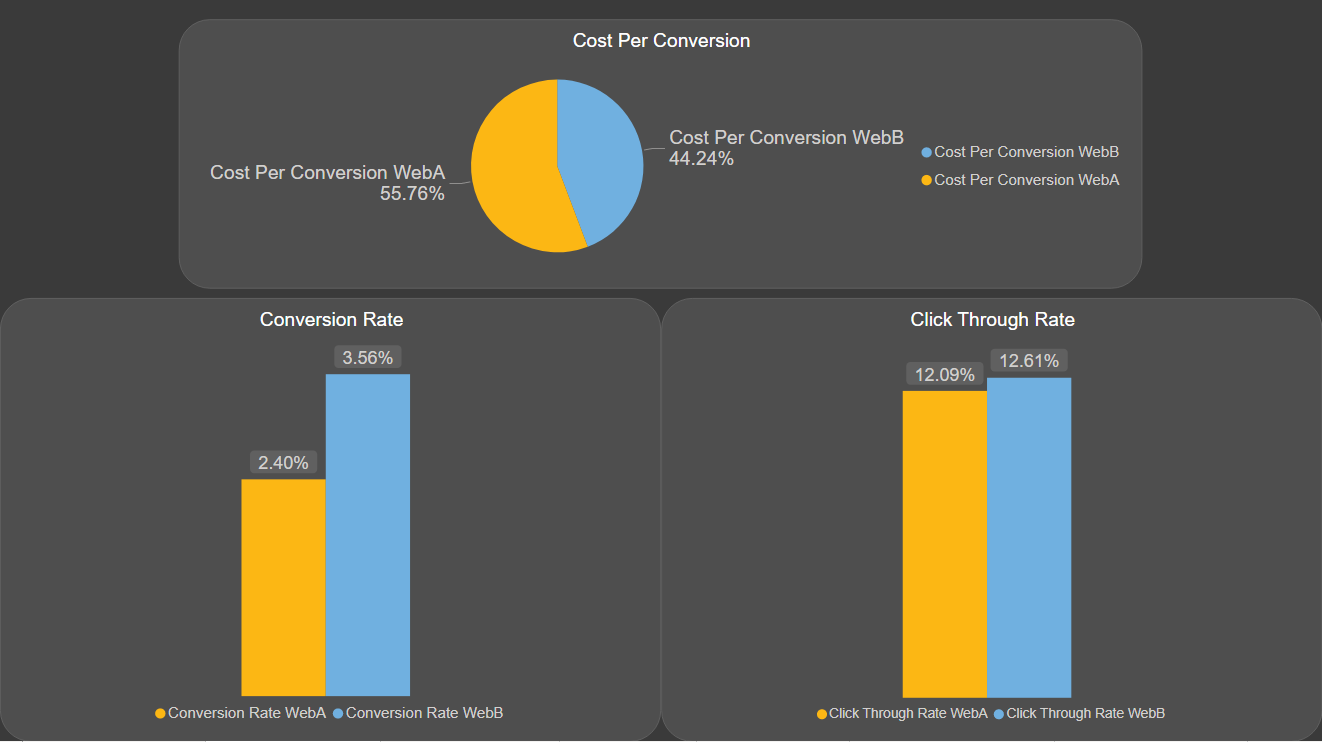 Cost Per Conversion
Cost Per Conversion WebB
44.24%
Cost Per Conversion WebA
55.76%
Cost Per Conversion WebB
Cost Per Conversion WebA
Conversion Rate
3.56%
2.40%
Conversion Rate WebA Conversion Rate WebB
Click Through Rate
12.09%
12.61%
Click Through Rate WebA Click Through Rate WebB